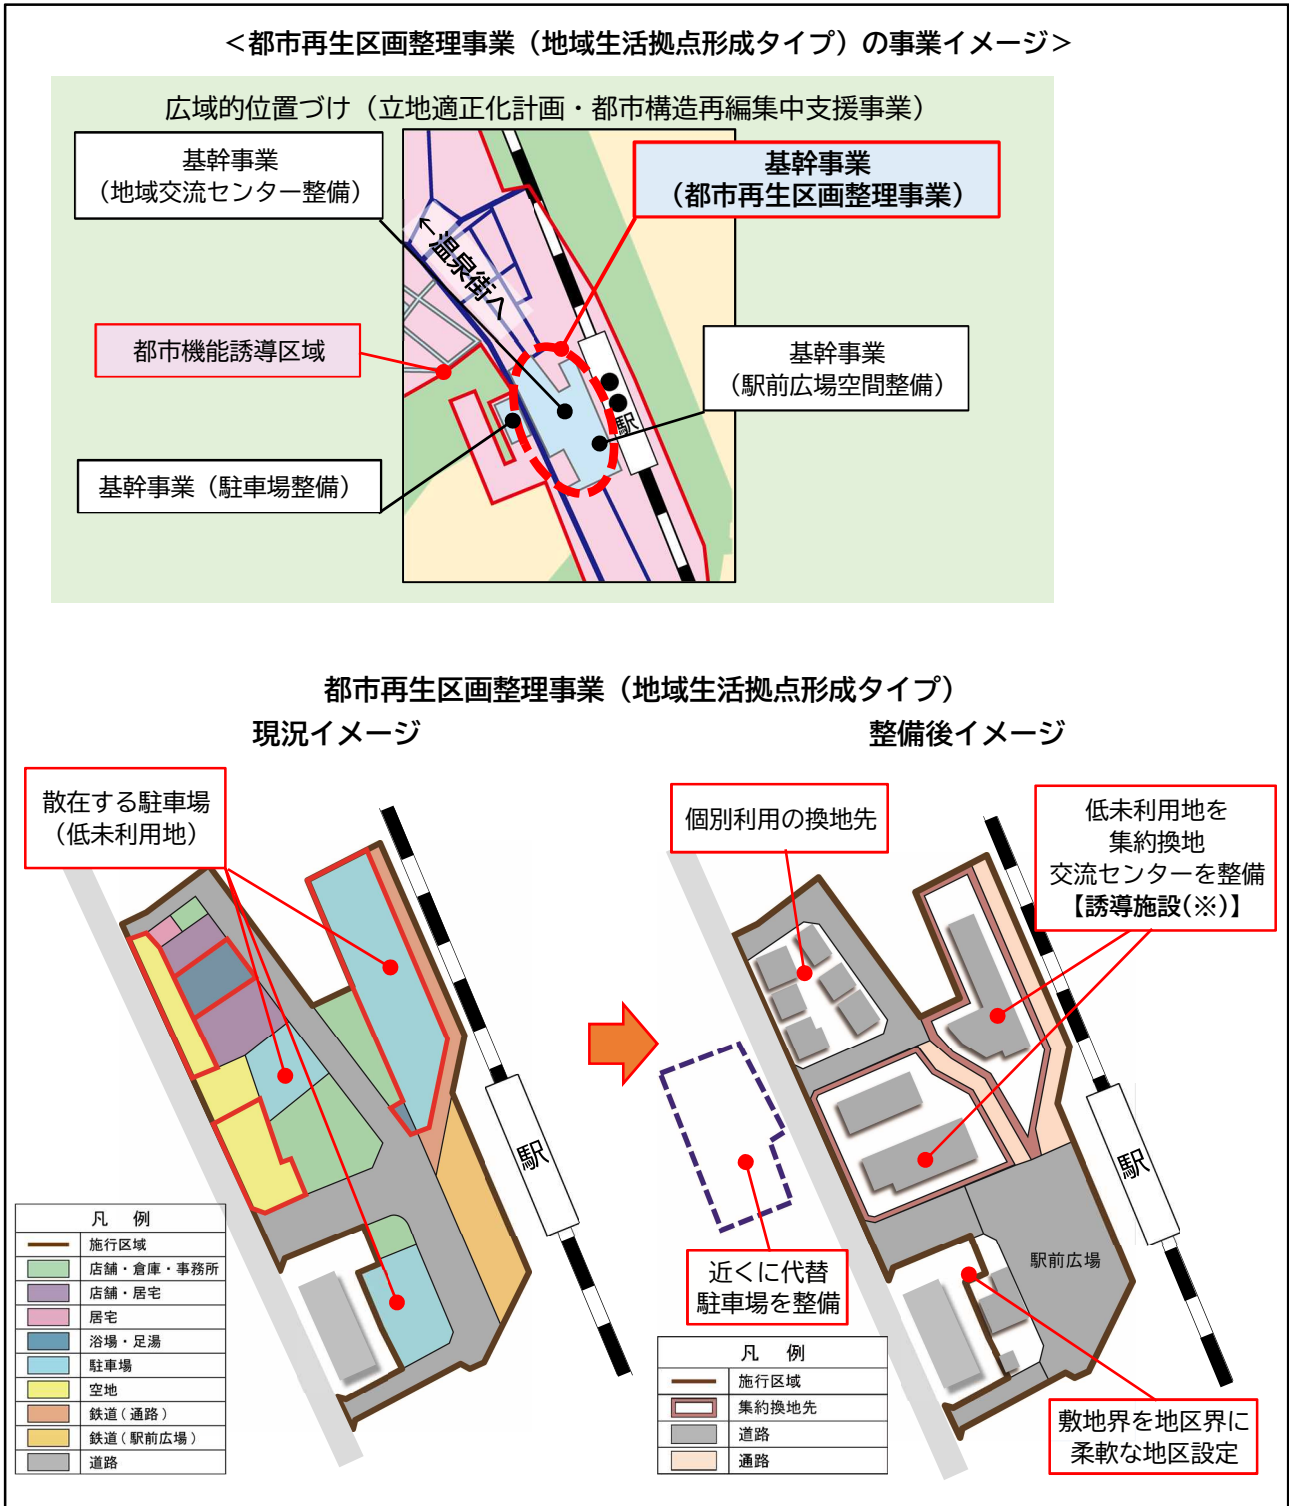 ＜都市再生区画整理事業（地域生活拠点形成タイプ）の事業イメージ＞
広域的位置づけ（立地適正化計画・都市構造再編集中支援事業）
基幹事業
（地域交流センター整備）
基幹事業
（都市再生区画整理事業）
←温泉街へ
都市機能誘導区域
基幹事業
（駅前広場空間整備）
駅
基幹事業（駐車場整備）
都市再生区画整理事業（地域生活拠点形成タイプ）
現況イメージ
散在する駐車場
（低未利用地）
駅
凡　例
施行区域
店舗・倉庫・事務所
店舗・居宅
居宅
浴場・足湯
駐車場
空地
鉄道（通路）
鉄道（駅前広場）
道路
整備後イメージ
個別利用の換地先
低未利用地を
集約換地
交流センターを整備
【誘導施設(※)】
駅
駅前広場
近くに代替
駐車場を整備
凡　例
施行区域
集約換地先
道路
通路
敷地界を地区界に
柔軟な地区設定